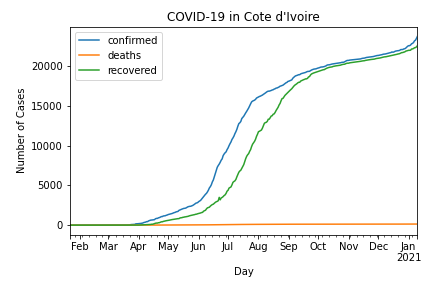 COVID-19 in Cote d'Ivoire
confirmed
deaths
recovered
Number of Cases
20000
15000
10000
5000
0
Feb Mar Apr May Jun Jul Aug Sep Oct Nov Dec Jan
2021
Day